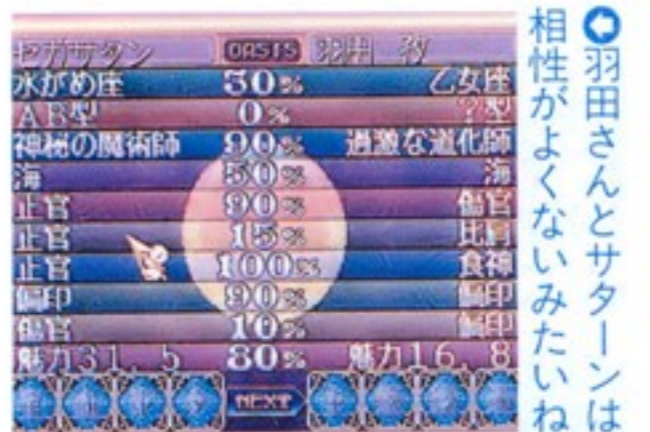 羽田さんとサターンは
相性がよくないみたいね
セガサタン OASIS
水がめ座 50% 乙女座
AB型 0% ?型
神秘の魔術師 90% 過激な道化師
海 50% 海
正官 90% 傷官
正官 15% 比肩
正官 100% 食神
偏印 90% 偏印
傷官 10% 偏印
魅力31.5 80% 魅力16.8
NEXT